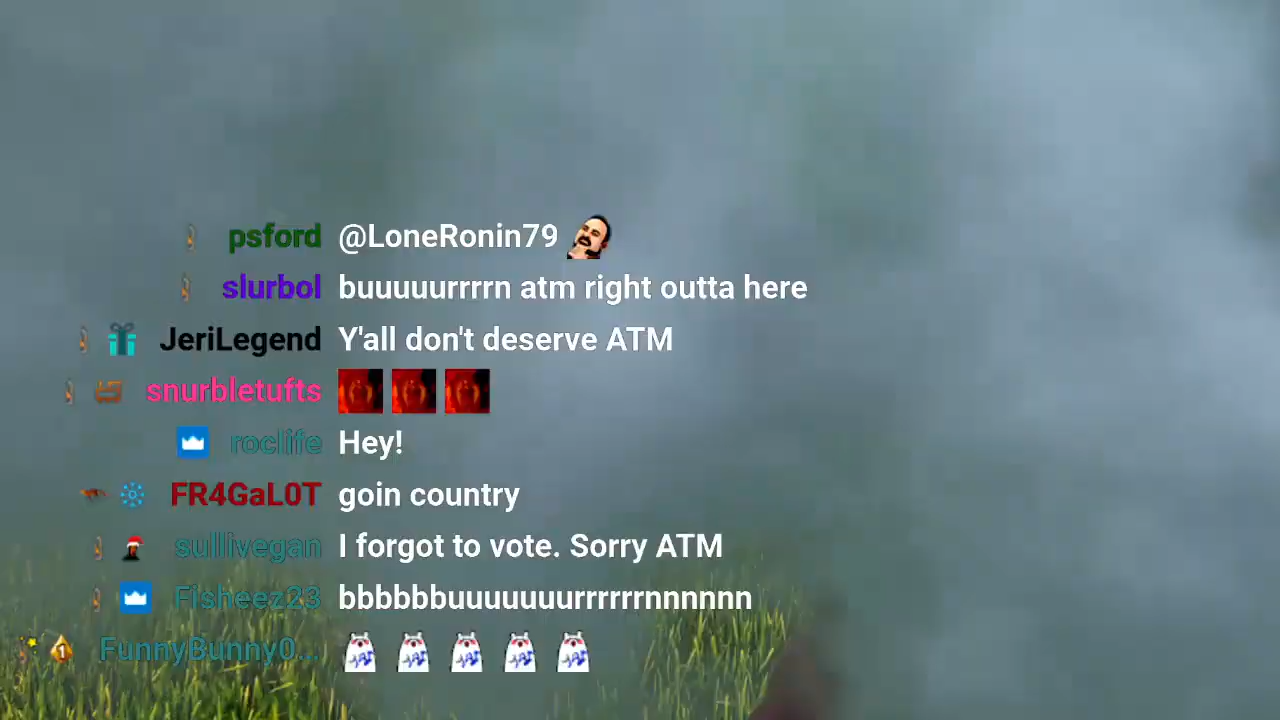 psford @LoneRonin79
slurbol buuuuurrrrn atm right outta here
JeriLegend Y'all don't deserve ATM
snurbletufts
roclife Hey!
FR4GaL0T goin country
sullivegan I forgot to vote. Sorry ATM
Fisheez23 bbbbbbuuuuuuurrrrrrnnnnnn
1 FunnyBunny0...